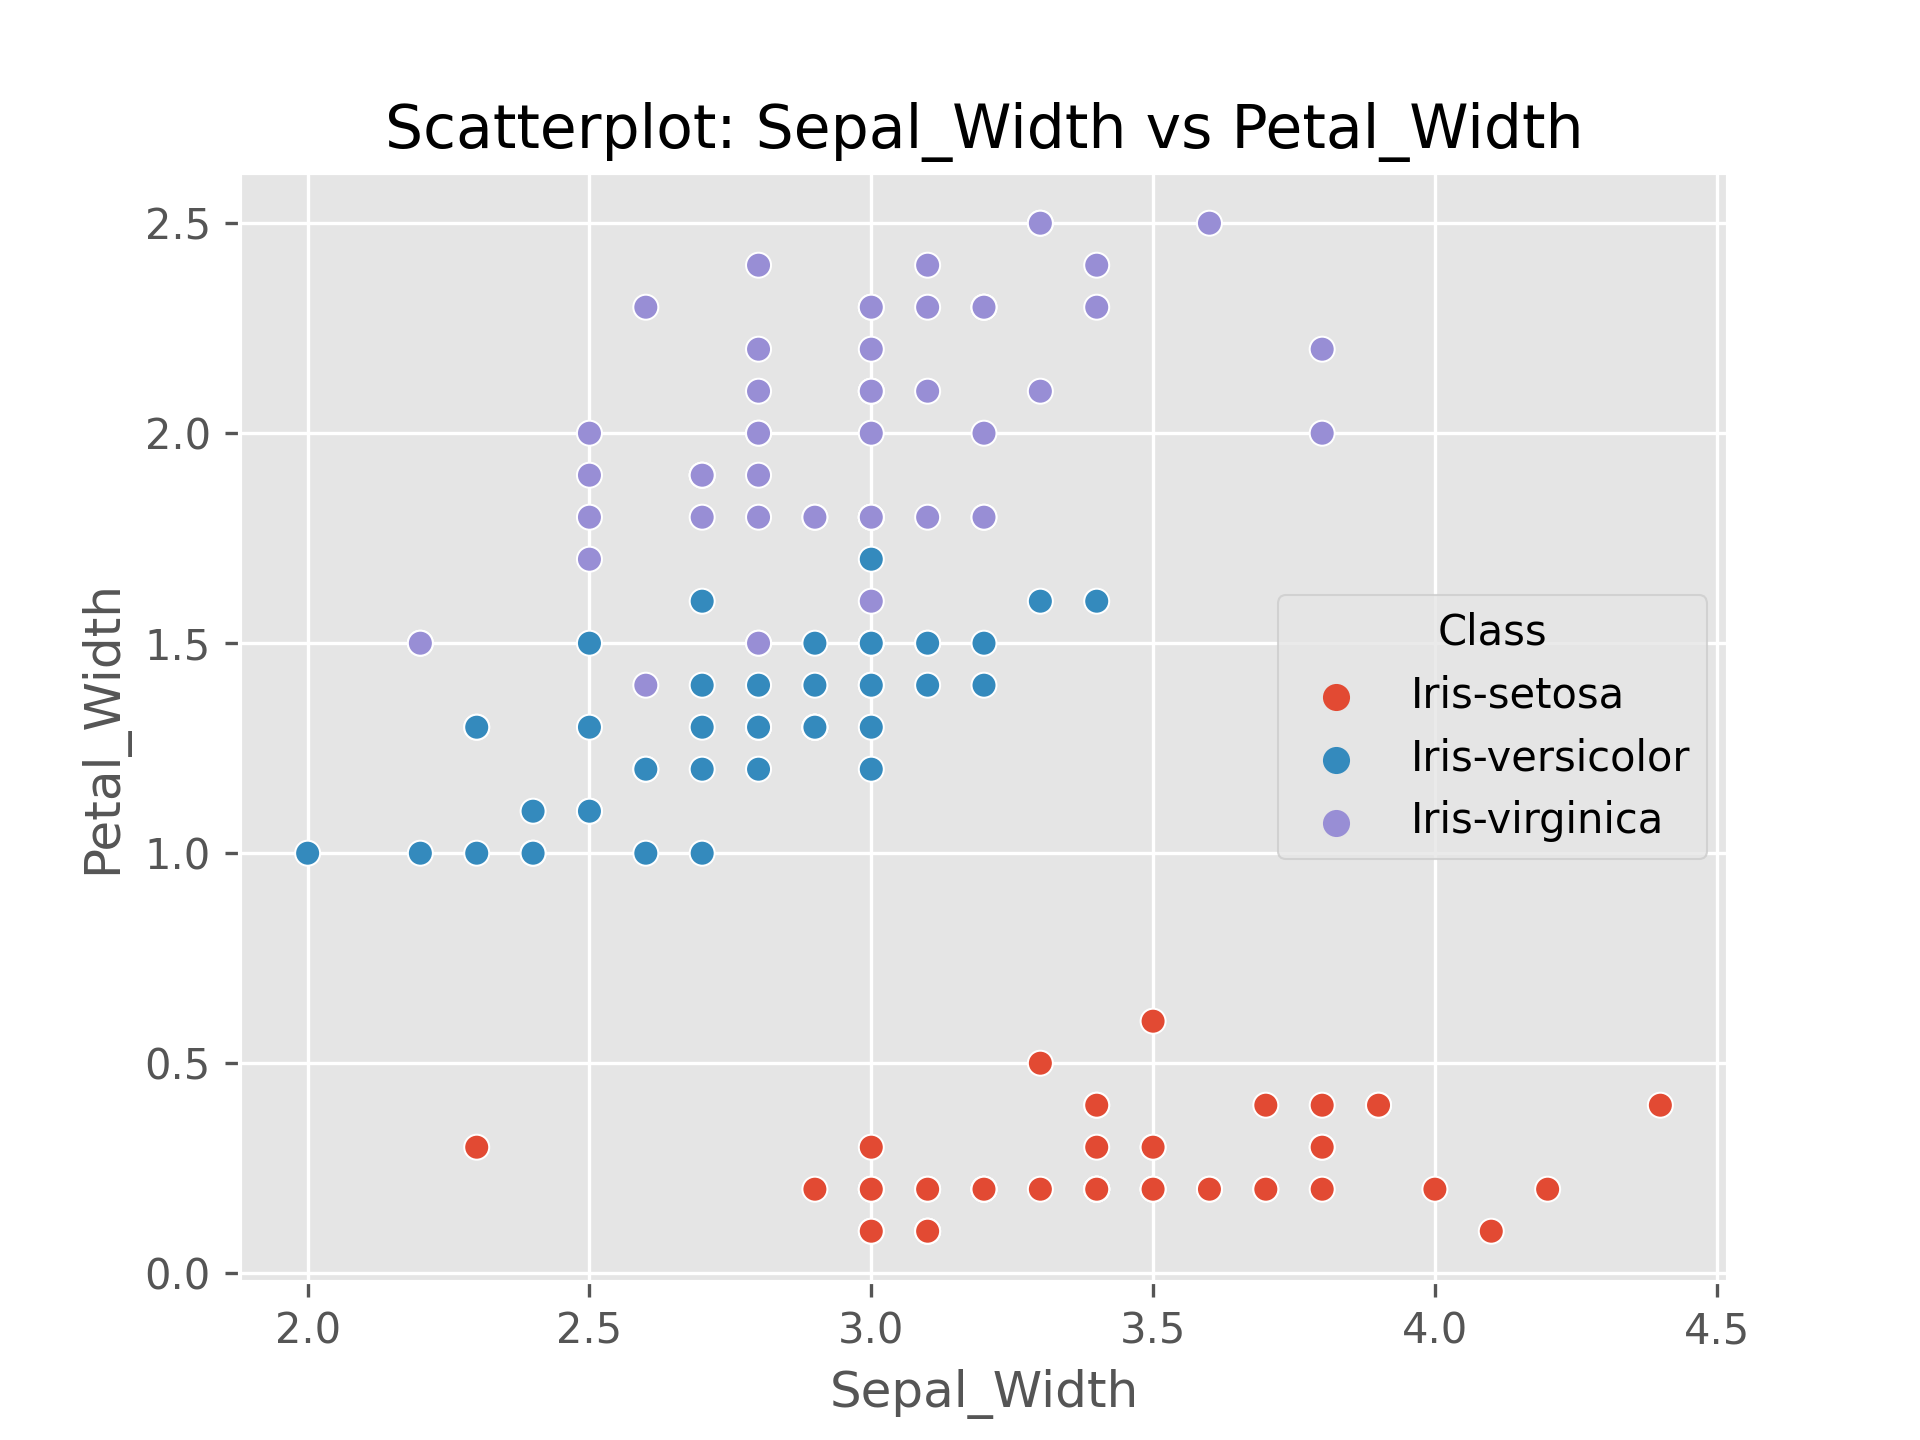 Scatterplot: Sepal_Width vs Petal_Width
Petal_Width
2.5
2.0
1.5
1.0
0.5
0.0
Class
Iris-setosa
Iris-versicolor
Iris-virginica
2.0 2.5 3.0 3.5 4.0 4.5
Sepal_Width